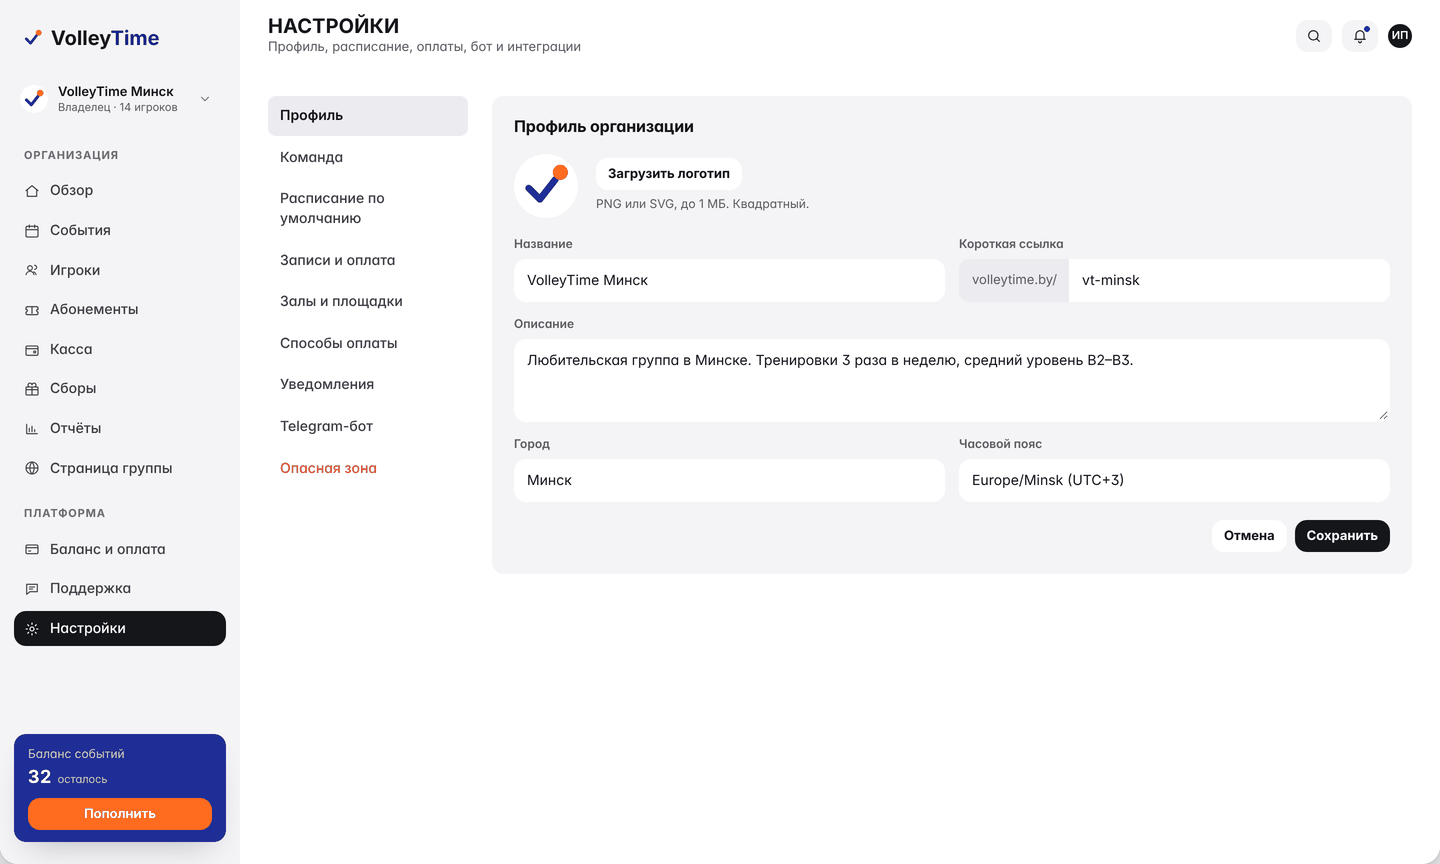 VolleyTime
VolleyTime Минск
Владелец · 14 игроков
ОРГАНИЗАЦИЯ
Обзор
События
Игроки
Абонементы
Касса
Сборы
Отчёты
Страница группы
ПЛАТФОРМА
Баланс и оплата
Поддержка
Настройки
Баланс событий
32 осталось
Пополнить
НАСТРОЙКИ
Профиль, расписание, оплаты, бот и интеграции
ИП
Профиль
Команда
Расписание по
умолчанию
Записи и оплата
Залы и площадки
Способы оплаты
Уведомления
Telegram-бот
Опасная зона
Профиль организации
Загрузить логотип
PNG или SVG, до 1 МБ. Квадратный.
Название
VolleyTime Минск
Короткая ссылка
volleytime.by/ vt-minsk
Описание
Любительская группа в Минске. Тренировки 3 раза в неделю, средний уровень B2–B3.
Город
Минск
Часовой пояс
Europe/Minsk (UTC+3)
Отмена
Сохранить